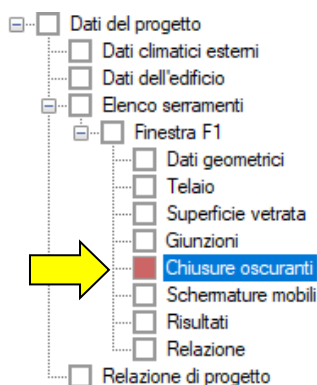 Dati del progetto
Dati climatici esterni
Dati dell'edificio
Elenco serramenti
Finestra F1
Dati geometrici
Telaio
Superficie vetrata
Giunzioni
Chiusure oscuranti
Schermature mobili
Risultati
Relazione
Relazione di progetto